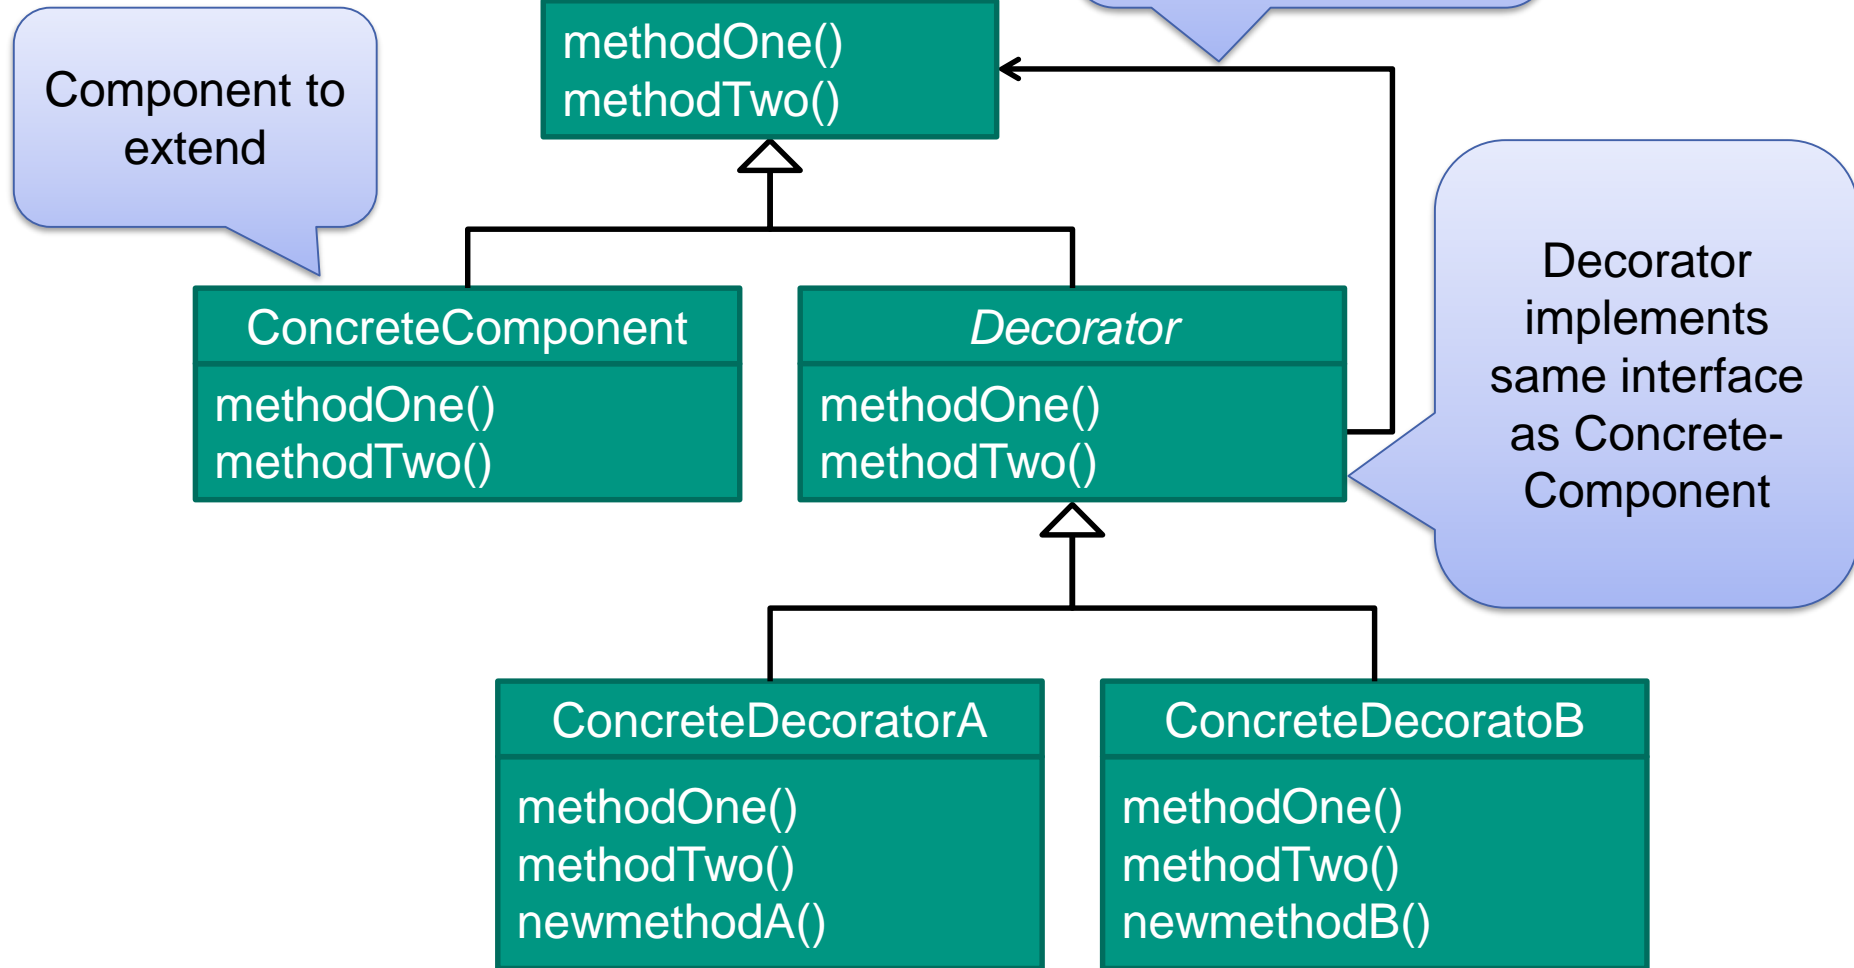 methodOne()
methodTwo()
Component to
extend
ConcreteComponent
methodOne()
methodTwo()
Decorator
methodOne()
methodTwo()
Decorator
implements
same interface
as Concrete-
Component
ConcreteDecoratorA
methodOne()
methodTwo()
newmethodA()
ConcreteDecoratoB
methodOne()
methodTwo()
newmethodB()